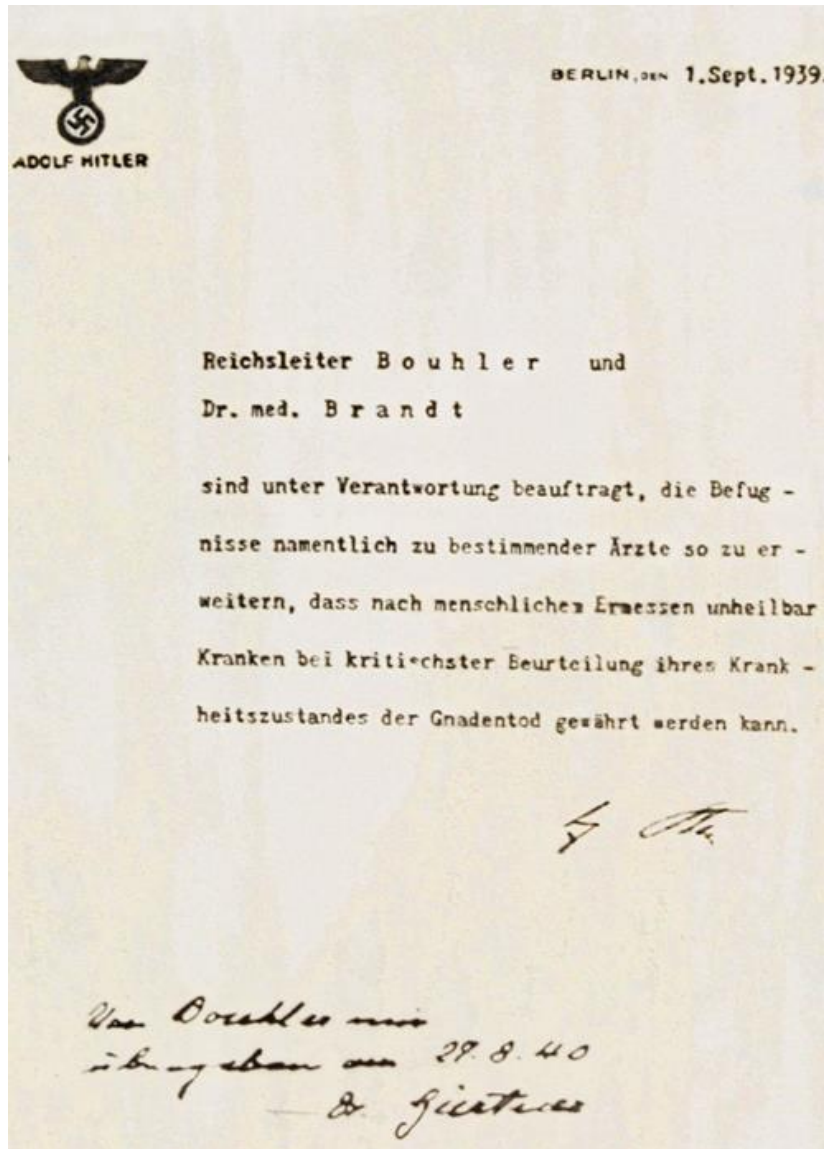 BERLIN, DEN 1.Sept.1939.
ADOLF HITLER
Reichsleiter B o u h l e r und
Dr. med. B r a n d t
sind unter Verantwortung beauftragt, die Befug -
nisse namentlich zu bestimmender Ärzte so zu er -
weitern, dass nach menschlichem Ermessen unheilbar
Kranken bei kritischster Beurteilung ihres Krank -
heitszustandes der Gnadentod gewährt werden kann.
Von Bouhler mir
übergeben am 27.8.40
Dr. Gürtner